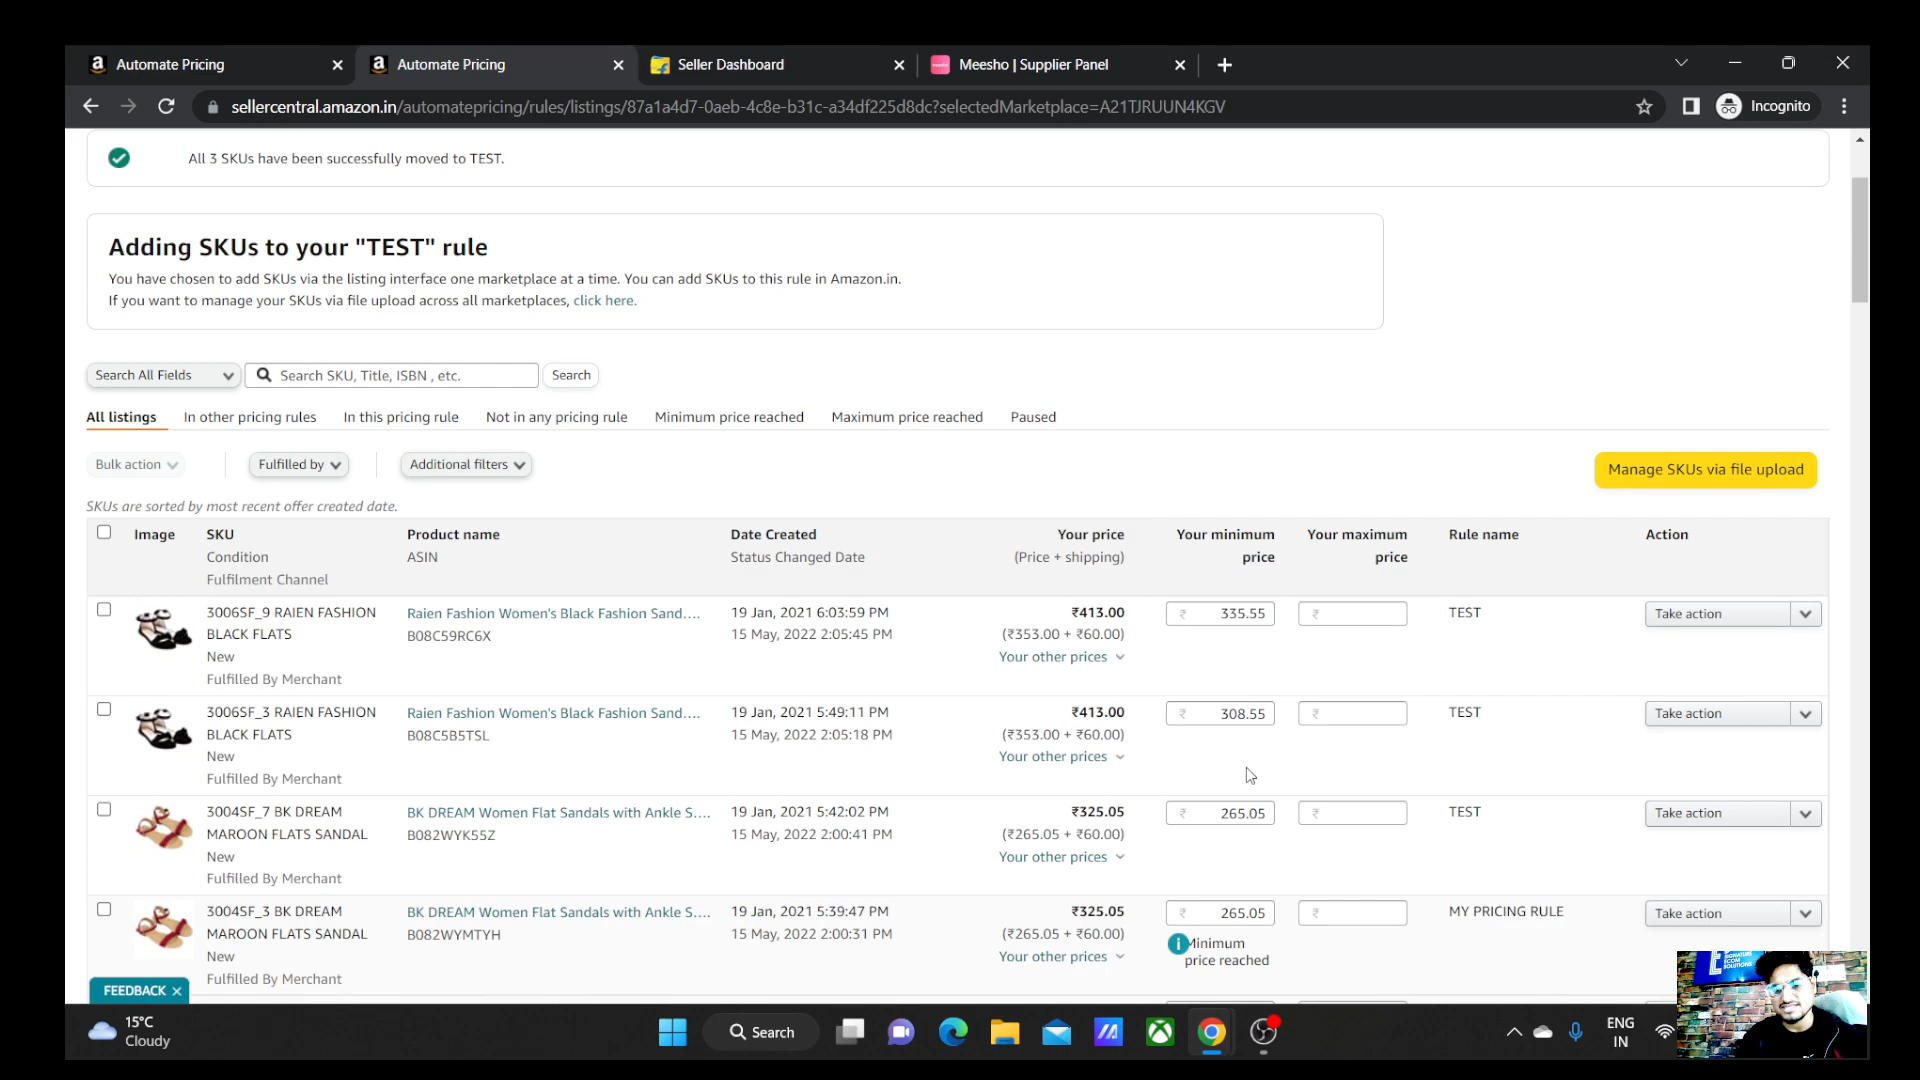 Automate Pricing
Automate Pricing
Seller Dashboard
Meesho | Supplier Panel
sellercentral.amazon.in/automatepricing/rules/listings/87a1a4d7-0aeb-4c8e-b31c-a34df225d8dc?selectedMarketplace=A21TJRUUN4KGV
Incognito
All 3 SKUs have been successfully moved to TEST.
Adding SKUs to your "TEST" rule
You have chosen to add SKUs via the listing interface one marketplace at a time. You can add SKUs to this rule in Amazon.in.
If you want to manage your SKUs via file upload across all marketplaces, click here.
Search All Fields
Search SKU, Title, ISBN , etc.
Search
All listings In other pricing rules In this pricing rule Not in any pricing rule Minimum price reached Maximum price reached Paused
Bulk action Fulfilled by Additional filters
Manage SKUs via file upload
SKUs are sorted by most recent offer created date.
Image SKU Product name Date Created Your price Your minimum Your maximum Rule name Action
Condition ASIN Status Changed Date (Price + shipping) price price
Fulfilment Channel
3006SF_9 RAIEN FASHION Raien Fashion Women's Black Fashion Sand.... 19 Jan, 2021 6:03:59 PM ₹413.00 ₹ 335.55 ₹ TEST Take action
BLACK FLATS B08C59RC6X 15 May, 2022 2:05:45 PM (₹353.00 + ₹60.00)
New Your other prices
Fulfilled By Merchant
3006SF_3 RAIEN FASHION Raien Fashion Women's Black Fashion Sand.... 19 Jan, 2021 5:49:11 PM ₹413.00 ₹ 308.55 ₹ TEST Take action
BLACK FLATS B08C5B5TSL 15 May, 2022 2:05:18 PM (₹353.00 + ₹60.00)
New Your other prices
Fulfilled By Merchant
3004SF_7 BK DREAM BK DREAM Women Flat Sandals with Ankle S.... 19 Jan, 2021 5:42:02 PM ₹325.05 ₹ 265.05 ₹ TEST Take action
MAROON FLATS SANDAL B082WYK55Z 15 May, 2022 2:00:41 PM (₹265.05 + ₹60.00)
New Your other prices
Fulfilled By Merchant
3004SF_3 BK DREAM BK DREAM Women Flat Sandals with Ankle S.... 19 Jan, 2021 5:39:47 PM ₹325.05 ₹ 265.05 ₹ MY PRICING RULE Take action
MAROON FLATS SANDAL B082WYMTYH 15 May, 2022 2:00:31 PM (₹265.05 + ₹60.00) Minimum
New Your other prices price reached
Fulfilled By Merchant
FEEDBACK
SIGNATURE
ECOM
SOLUTIONS
15°C
Cloudy
Search
ENG
IN